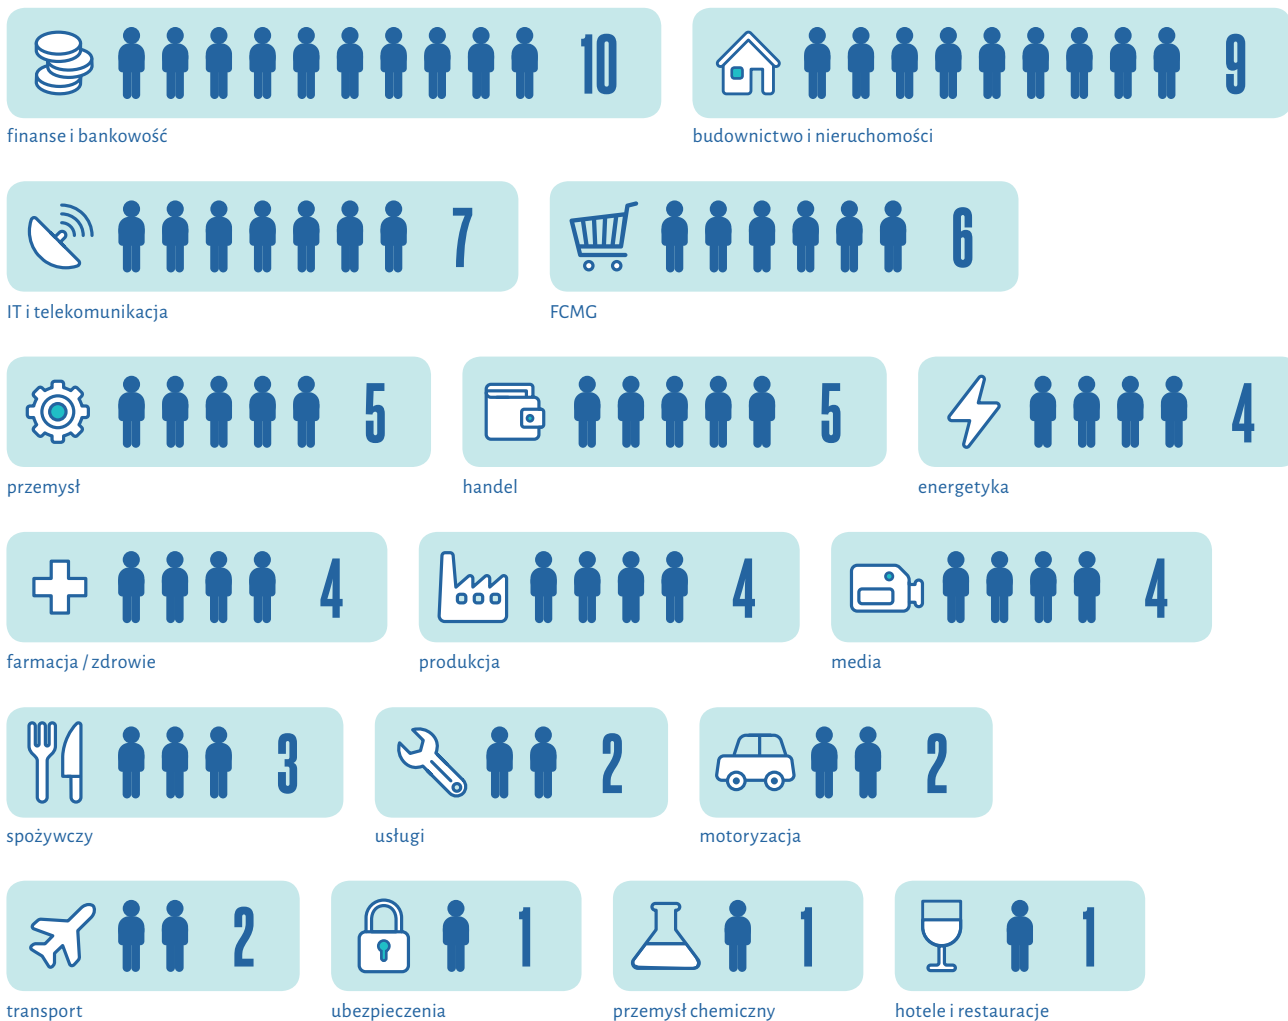 10 9
finanse i bankowość budownictwo i nieruchomości
7 6
IT i telekomunikacja FCMG
5 5 4
przemysł handel energetyka
4 4 4
farmacja / zdrowie produkcja media
3 2 2
spożywczy usługi motoryzacja
2 1 1 1
transport ubezpieczenia przemysł chemiczny hotele i restauracje